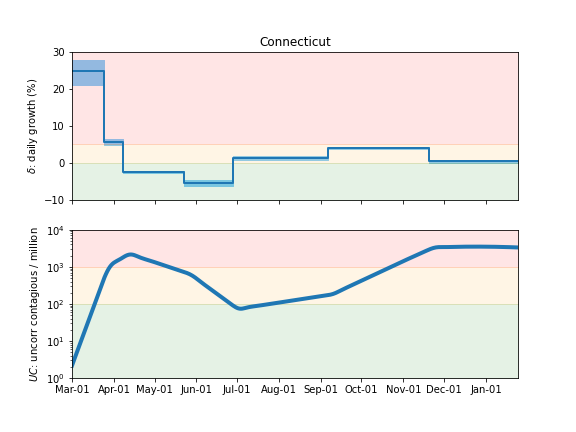 Connecticut
30
20
10
0
−10
δ: daily growth (%)
10⁴
10³
10²
10¹
10⁰
UC: uncorr contagious / million
Mar-01 Apr-01 May-01 Jun-01 Jul-01 Aug-01 Sep-01 Oct-01 Nov-01 Dec-01 Jan-01